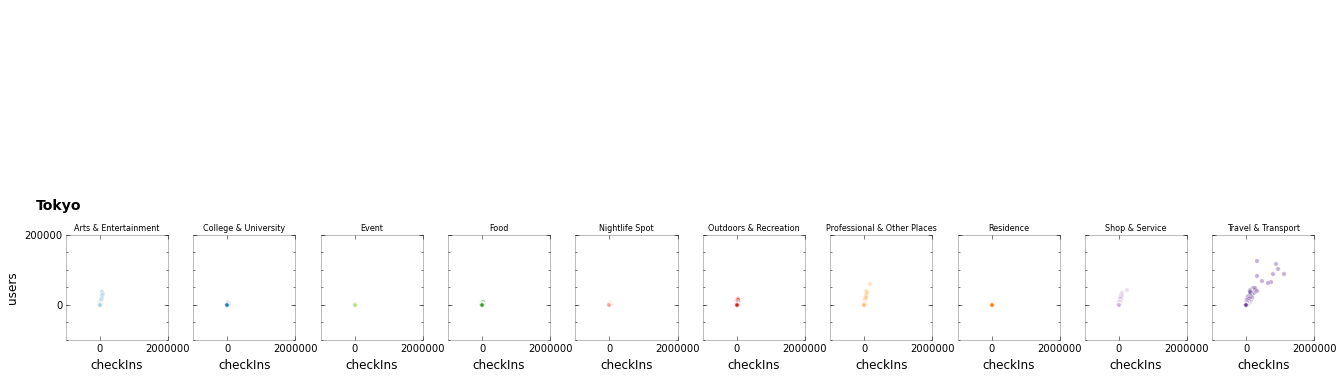 Tokyo
Arts & Entertainment College & University Event Food Nightlife Spot Outdoors & Recreation Professional & Other Places Residence Shop & Service Travel & Transport
200000
users
0
0 2000000 0 2000000 0 2000000 0 2000000 0 2000000 0 2000000 0 2000000 0 2000000 0 2000000 0 2000000
checkIns checkIns checkIns checkIns checkIns checkIns checkIns checkIns checkIns checkIns